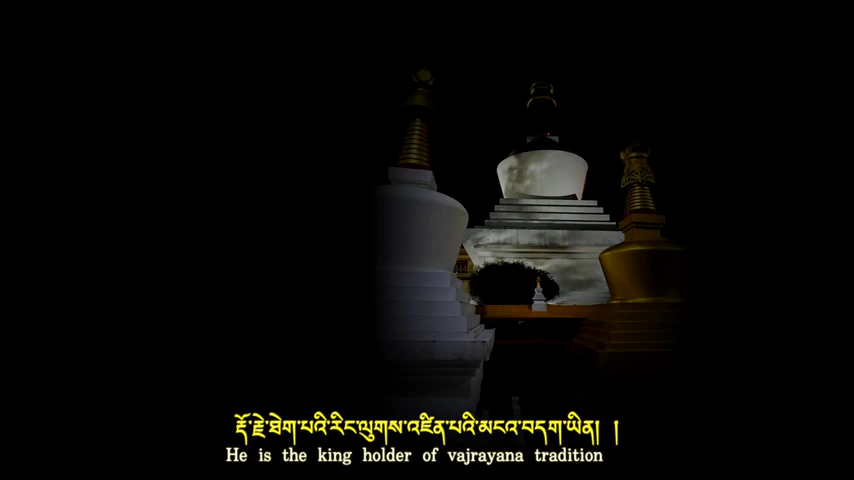 རྡོ་རྗེ་ཐེག་པའི་རིང་ལུགས་འཛིན་པའི་མངའ་བདག་ཡིན། །
He is the king holder of vajrayana tradition